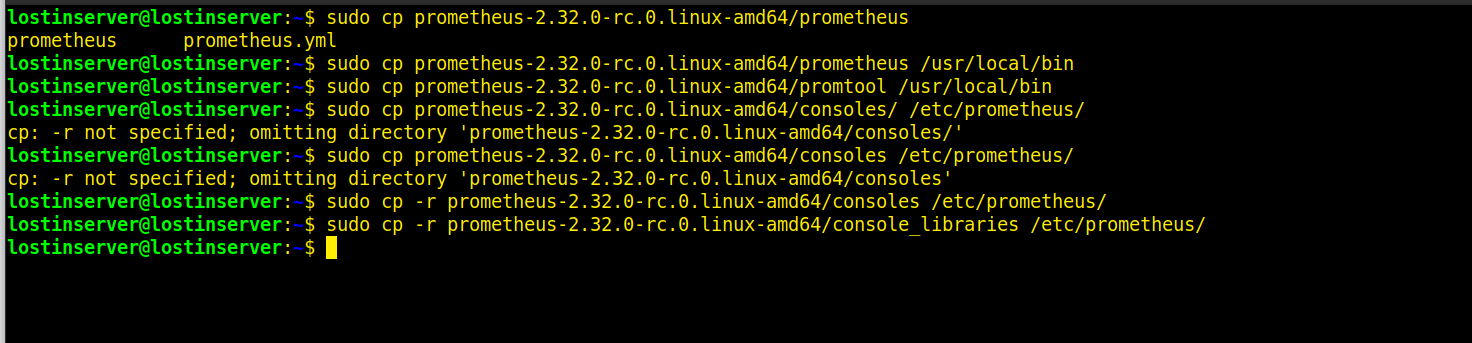 lostinserver@lostinserver:~$ sudo cp prometheus-2.32.0-rc.0.linux-amd64/prometheus
prometheus      prometheus.yml
lostinserver@lostinserver:~$ sudo cp prometheus-2.32.0-rc.0.linux-amd64/prometheus /usr/local/bin
lostinserver@lostinserver:~$ sudo cp prometheus-2.32.0-rc.0.linux-amd64/promtool /usr/local/bin
lostinserver@lostinserver:~$ sudo cp prometheus-2.32.0-rc.0.linux-amd64/consoles/ /etc/prometheus/
cp: -r not specified; omitting directory 'prometheus-2.32.0-rc.0.linux-amd64/consoles/'
lostinserver@lostinserver:~$ sudo cp prometheus-2.32.0-rc.0.linux-amd64/consoles /etc/prometheus/
cp: -r not specified; omitting directory 'prometheus-2.32.0-rc.0.linux-amd64/consoles'
lostinserver@lostinserver:~$ sudo cp -r prometheus-2.32.0-rc.0.linux-amd64/consoles /etc/prometheus/
lostinserver@lostinserver:~$ sudo cp -r prometheus-2.32.0-rc.0.linux-amd64/console_libraries /etc/prometheus/
lostinserver@lostinserver:~$